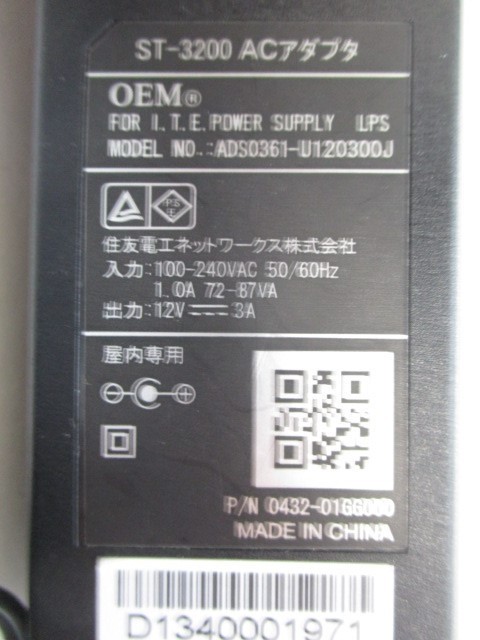 ST-3200 ACアダプタ
OEM®
FOR I.T.E.POWER SUPPLY LPS
MODEL NO.:ADS0361-U120300J
PS
E
住友電工ネットワークス株式会社
入力:100-240VAC 50/60Hz
1.0A 72-87VA
出力:12V 3A
屋内専用
P/N 0432-0166000
MADE IN CHINA
D1340001971